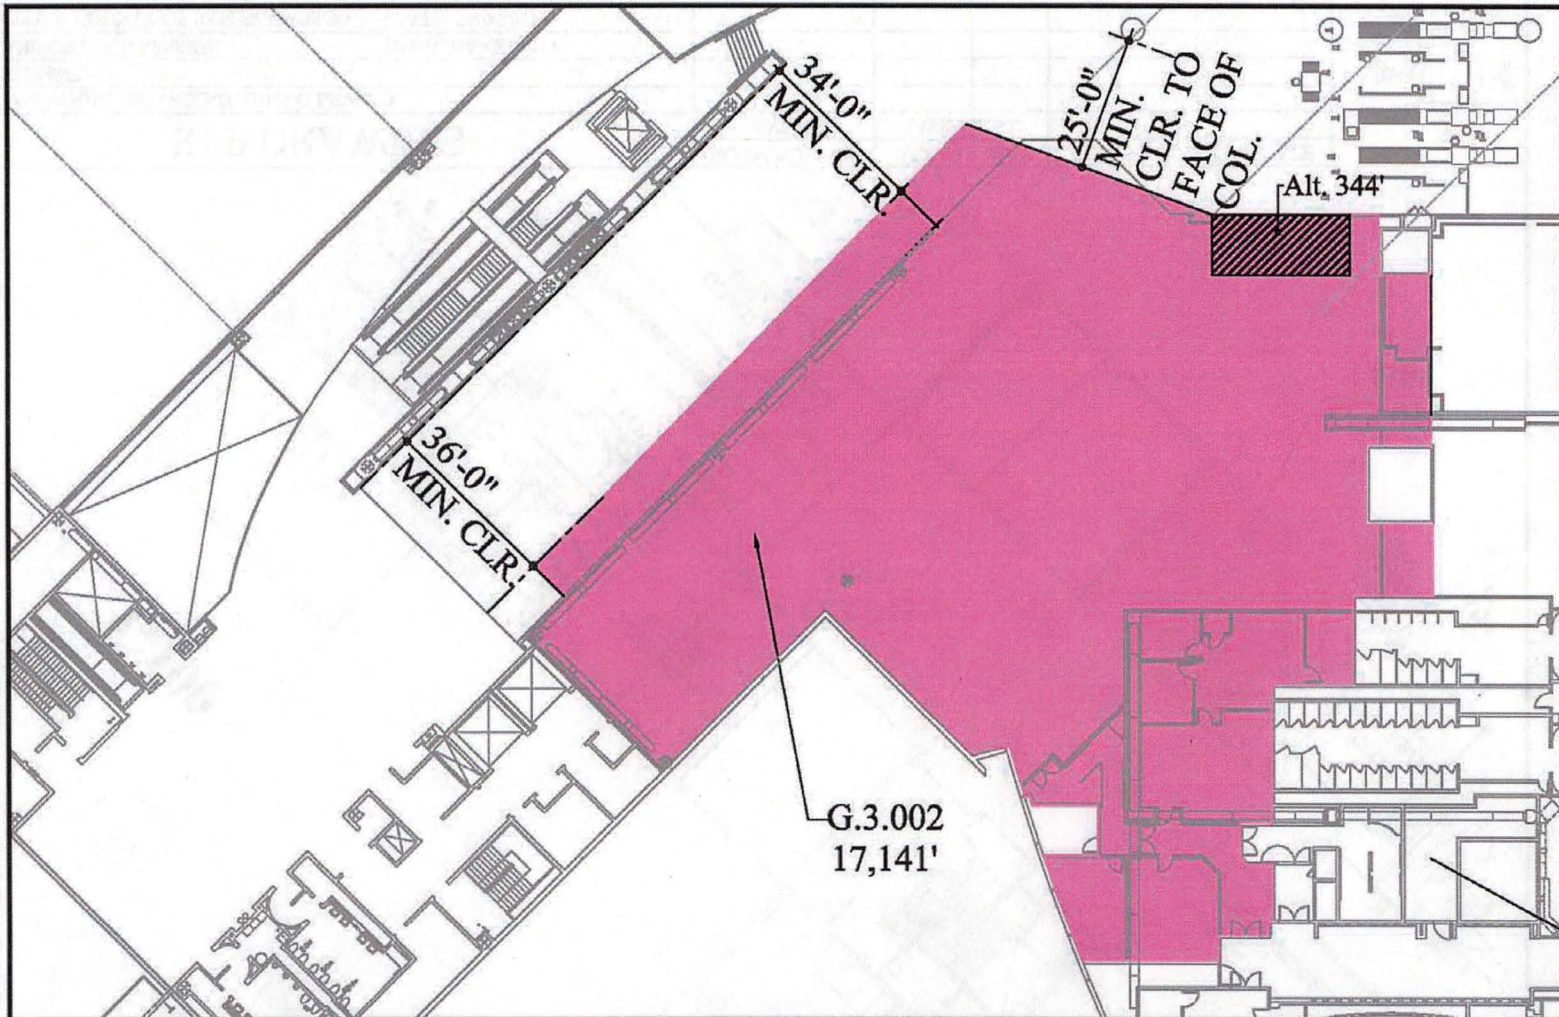 34'-0"
MIN. CLR.
25'-0"
MIN.
CLR. TO
FACE OF
COL.
Alt. 344'
36'-0"
MIN. CLR.
G.3.002
17,141'